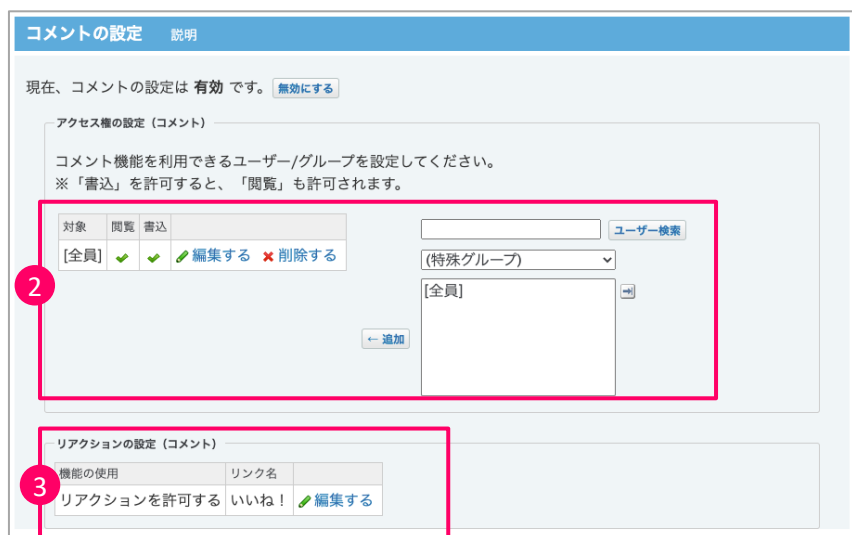 コメントの設定 説明
現在、コメントの設定は 有効 です。 無効にする
アクセス権の設定（コメント）
コメント機能を利用できるユーザー/グループを設定してください。
※「書込」を許可すると、「閲覧」も許可されます。
対象 閲覧 書込
[全員] 編集する 削除する
ユーザー検索
(特殊グループ)
[全員]
2
← 追加
リアクションの設定（コメント）
機能の使用 リンク名
3
リアクションを許可する いいね！ 編集する